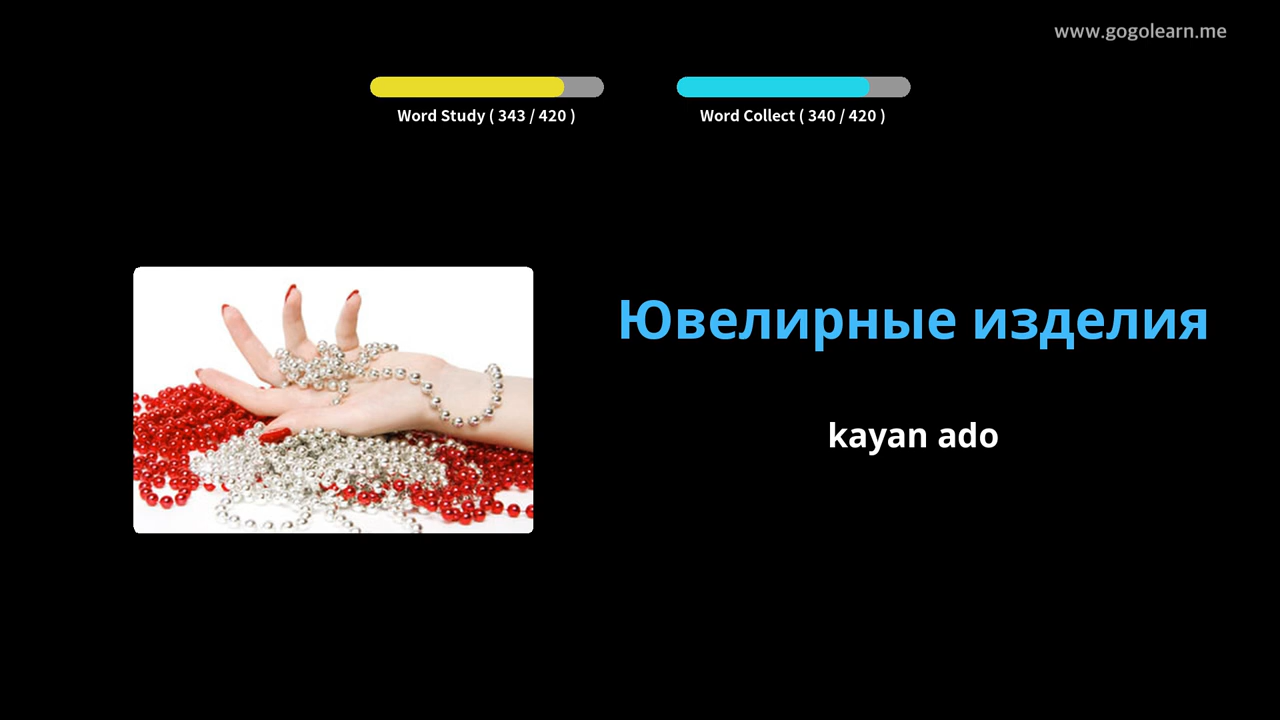 www.gogolearn.me
Word Study ( 343 / 420 )
Word Collect ( 340 / 420 )
Ювелирные изделия
kayan ado